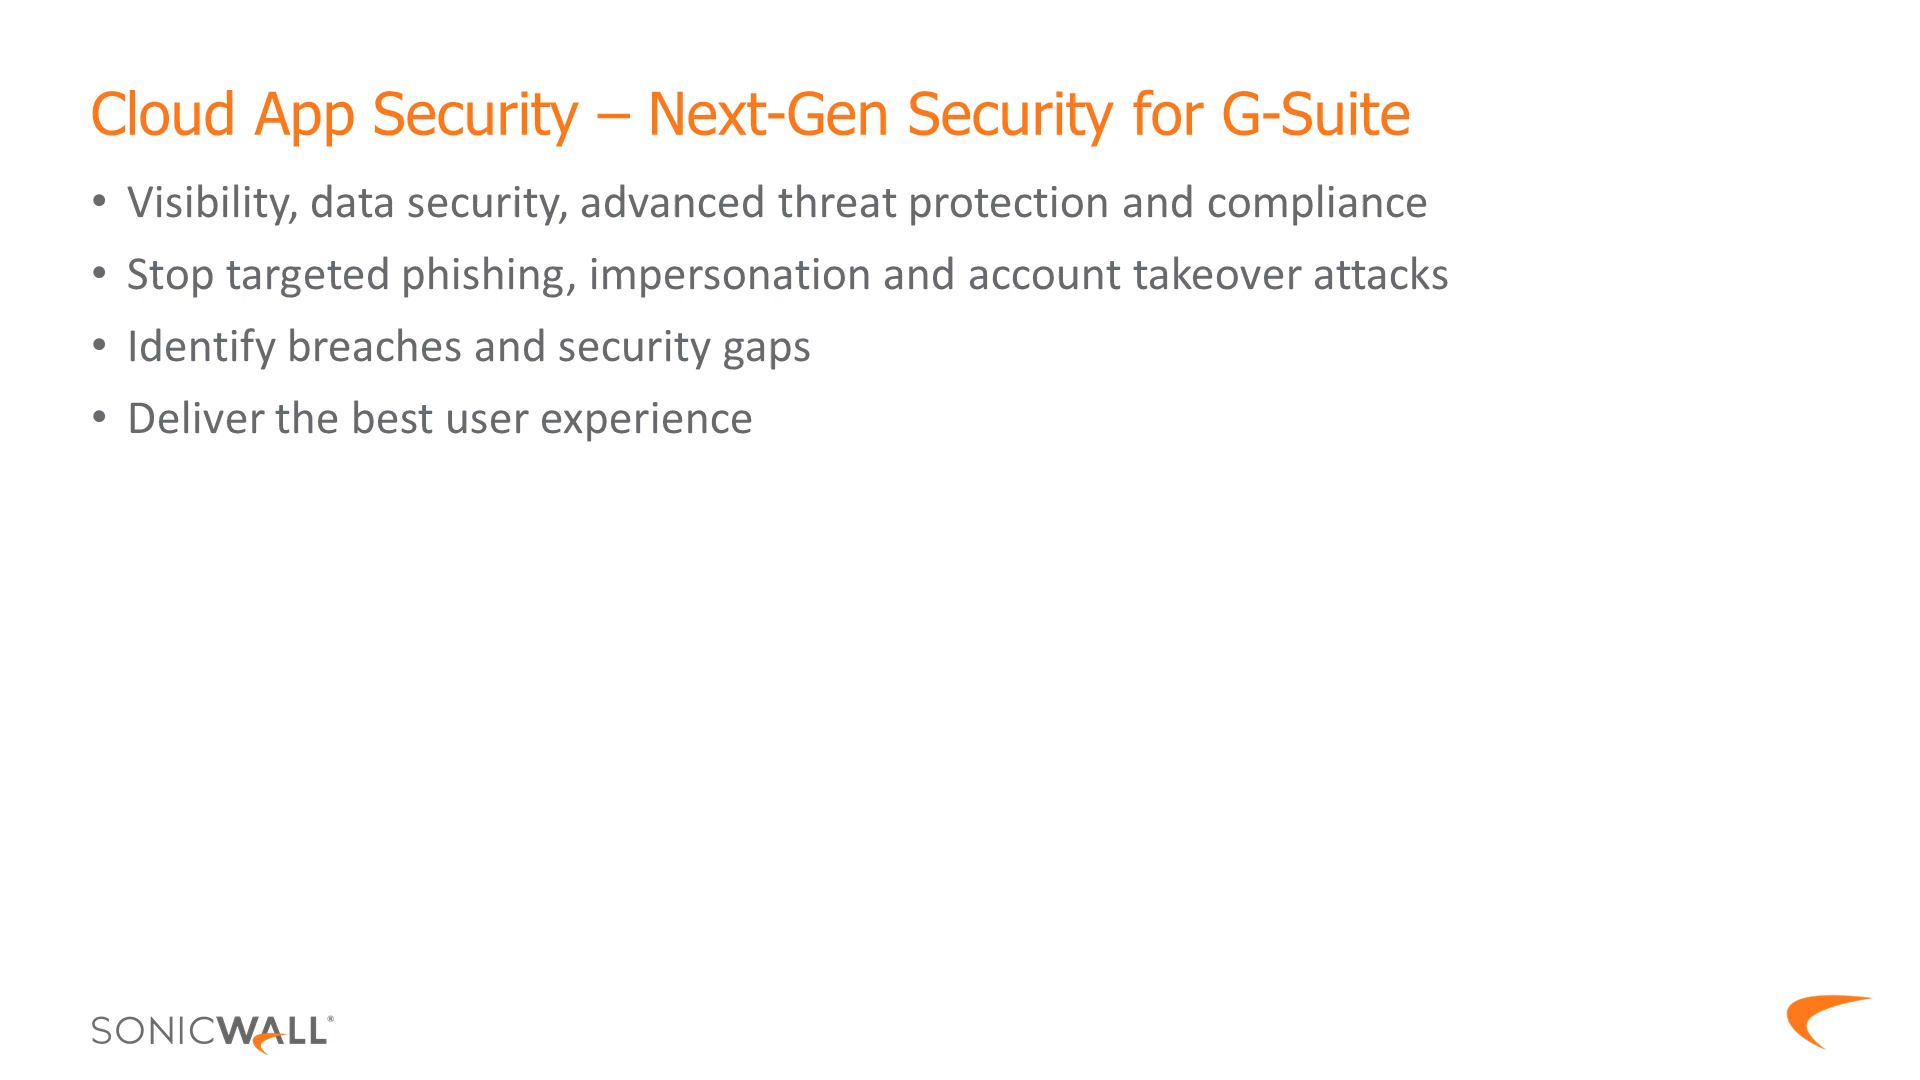 Cloud App Security – Next-Gen Security for G-Suite
• Visibility, data security, advanced threat protection and compliance
• Stop targeted phishing, impersonation and account takeover attacks
• Identify breaches and security gaps
• Deliver the best user experience
SONICWALL®